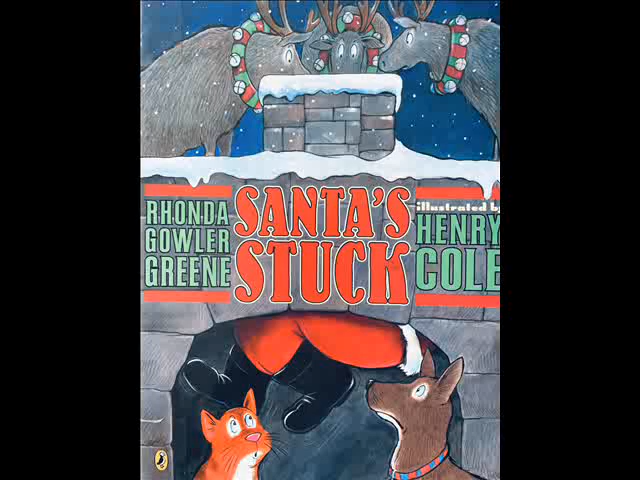 RHONDA
GOWLER
GREENE
SANTA'S
STUCK
illustrated by
HENRY
COLE